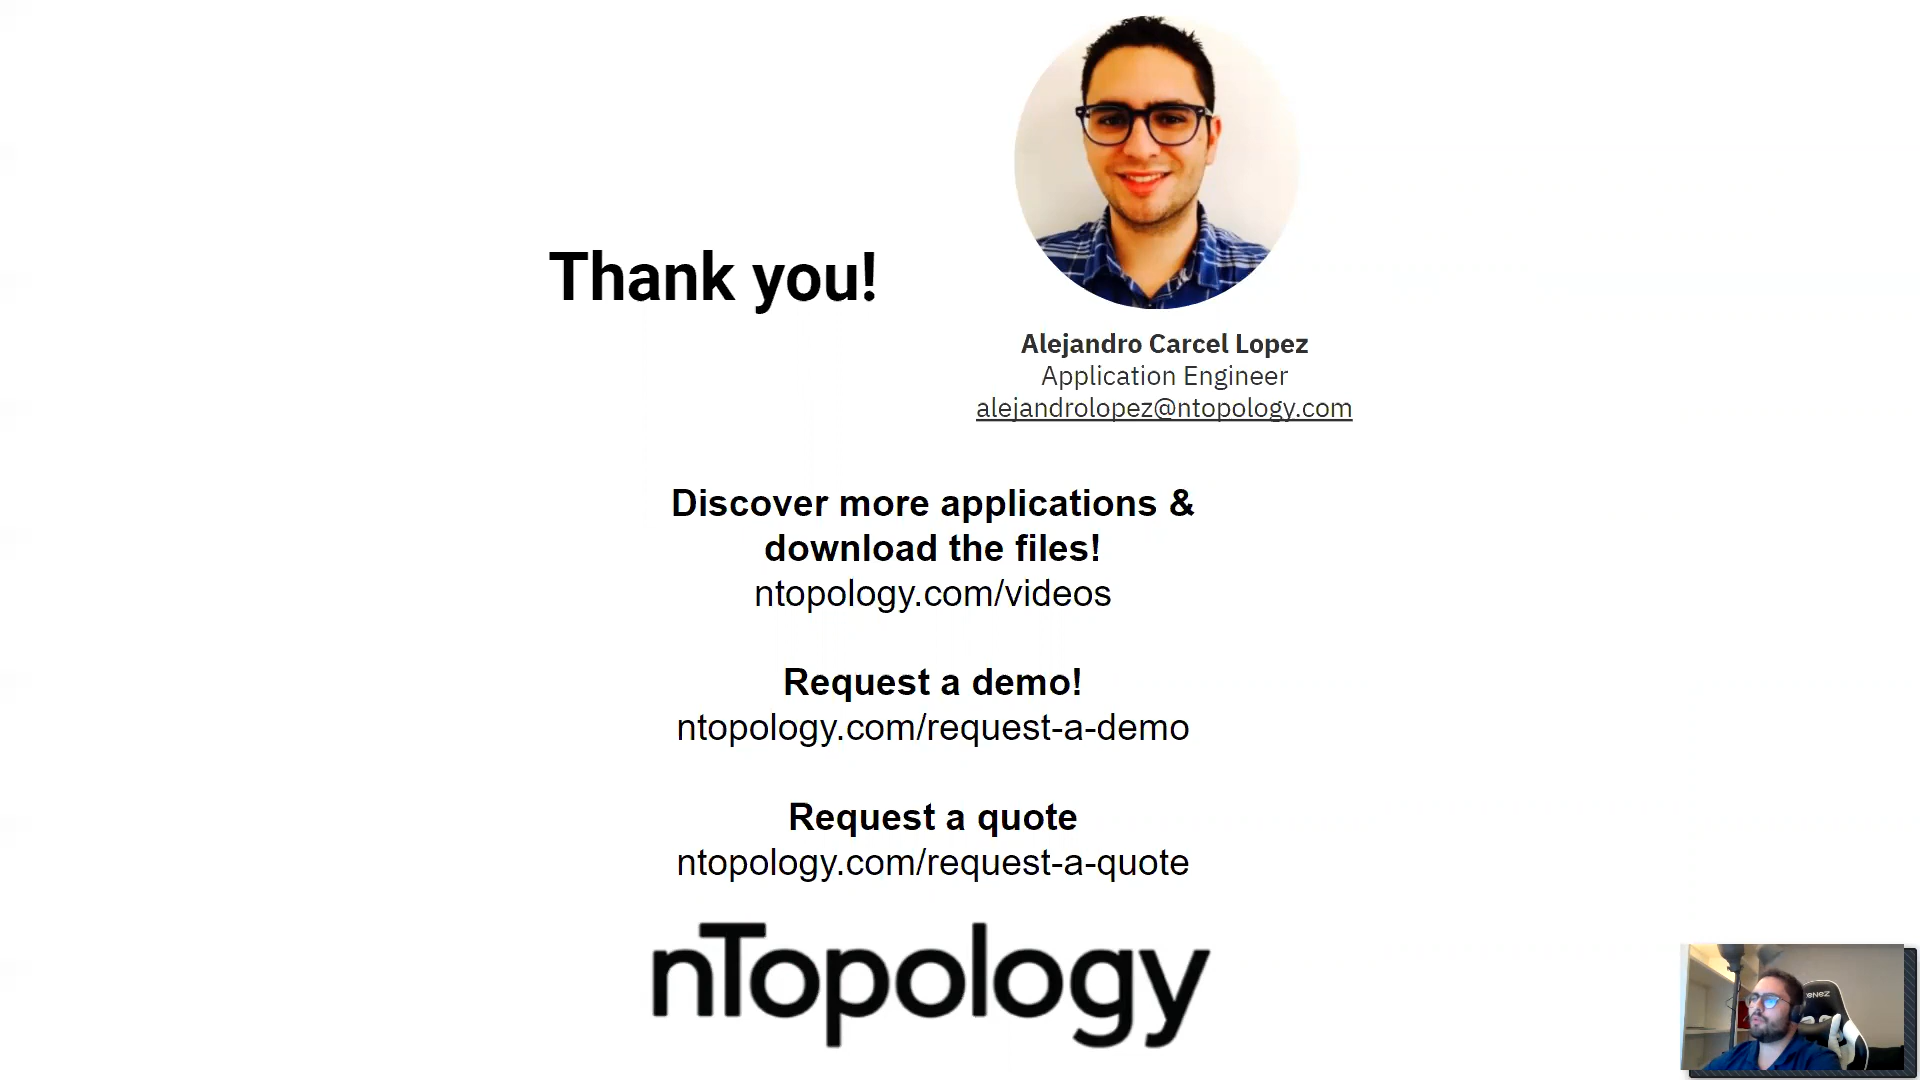 Thank you!
Alejandro Carcel Lopez
Application Engineer
alejandrolopez@ntopology.com
Discover more applications &
download the files!
ntopology.com/videos
Request a demo!
ntopology.com/request-a-demo
Request a quote
ntopology.com/request-a-quote
nTopology